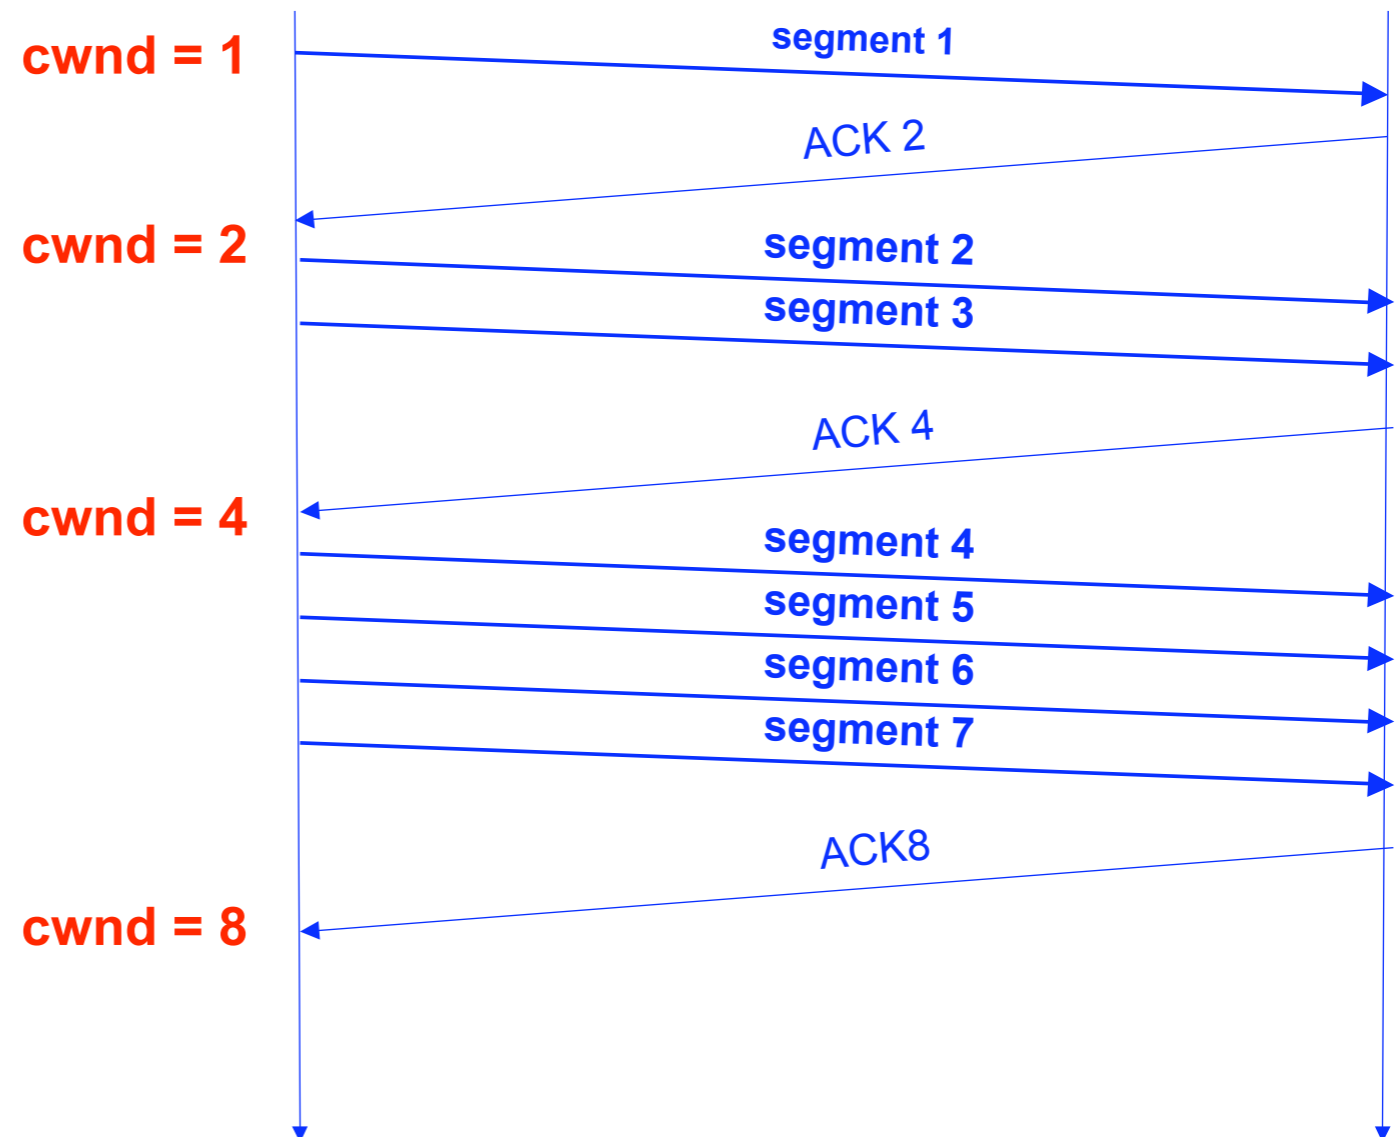 cwnd = 1
segment 1
ACK 2
cwnd = 2
segment 2
segment 3
ACK 4
cwnd = 4
segment 4
segment 5
segment 6
segment 7
ACK8
cwnd = 8